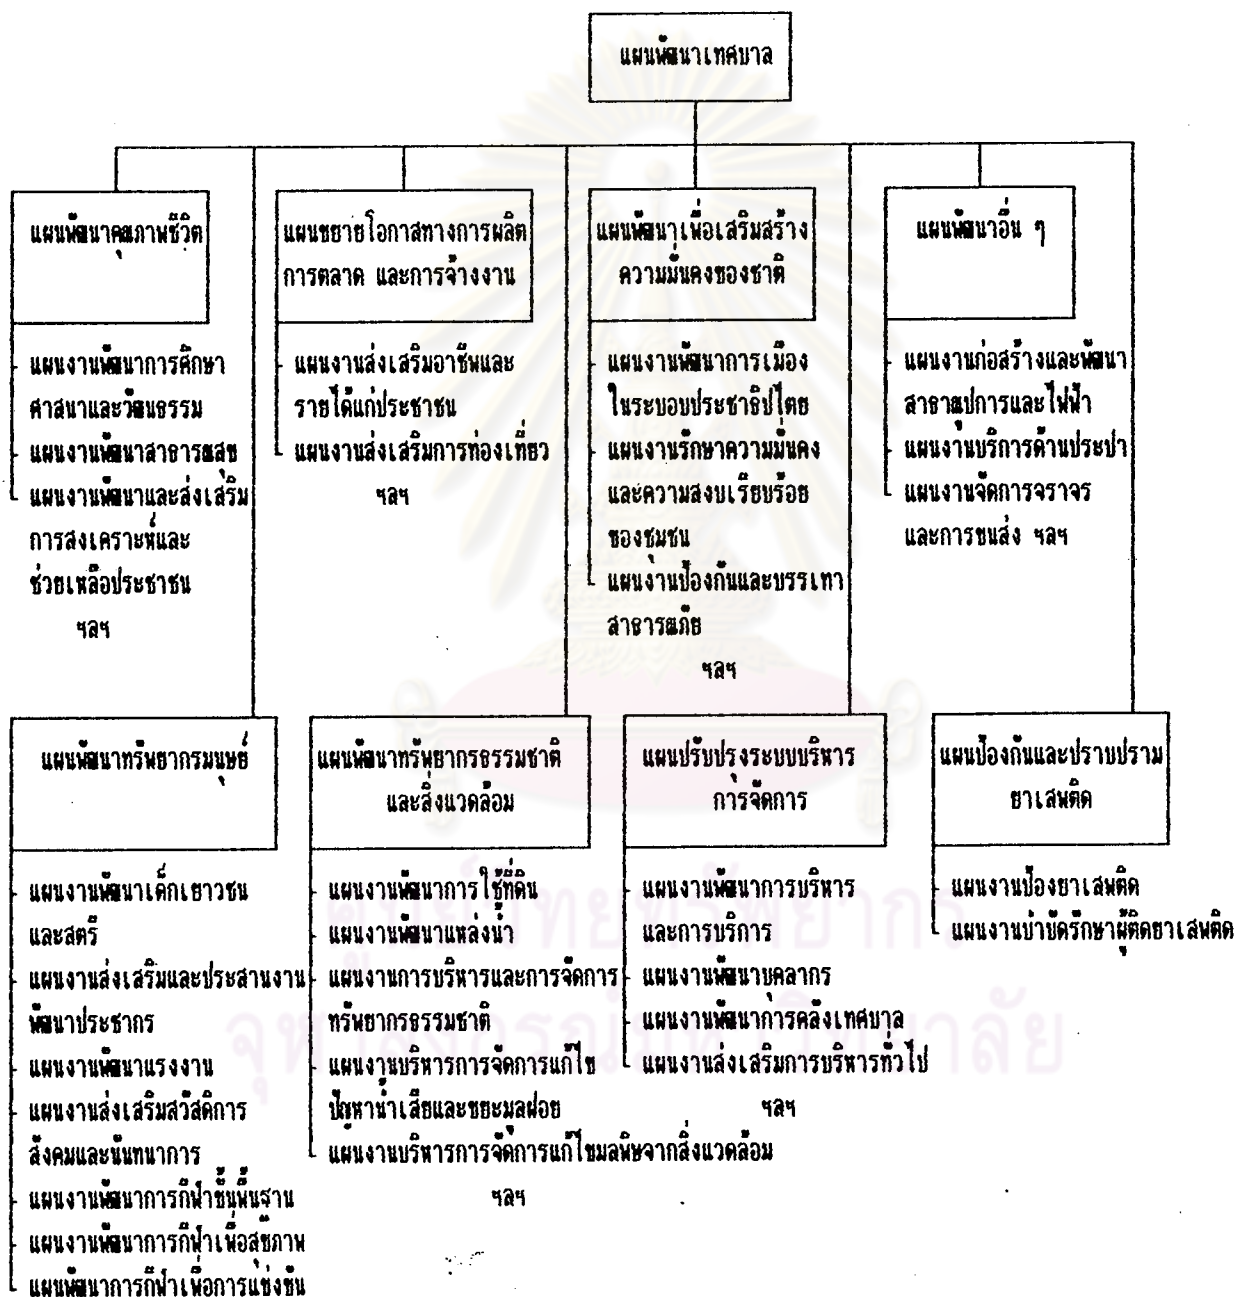 แผนพัฒนาเทศบาล
แผนพัฒนาคุณภาพชีวิต
แผนงานพัฒนาการศึกษา
ศาสนาและวัฒนธรรม
แผนงานพัฒนาสาธารณสุข
แผนงานพัฒนาและส่งเสริม
การสงเคราะห์และ
ช่วยเหลือประชาชน
ฯลฯ
แผนขยายโอกาสทางการผลิต
การตลาด และการจ้างงาน
แผนงานส่งเสริมอาชีพและ
รายได้แก่ประชาชน
แผนงานส่งเสริมการท่องเที่ยว
ฯลฯ
แผนพัฒนาเพื่อเสริมสร้าง
ความมั่นคงของชาติ
แผนงานพัฒนาการเมือง
ในระบอบประชาธิปไตย
แผนงานรักษาความมั่นคง
และความสงบเรียบร้อย
ของชุมชน
แผนงานป้องกันและบรรเทา
สาธารณภัย
ฯลฯ
แผนพัฒนาอื่น ๆ
แผนงานก่อสร้างและพัฒนา
สาธาณูปการและไฟฟ้า
แผนงานบริการด้านประปา
แผนงานจัดการจราจร
และการขนส่ง ฯลฯ
แผนพัฒนาทรัพยากรมนุษย์
แผนงานพัฒนาเด็กเยาวชน
และสตรี
แผนงานส่งเสริมและประสานงาน
พัฒนาประชากร
แผนงานพัฒนาแรงงาน
แผนงานส่งเสริมสวัสดิการ
สังคมและนันทนาการ
แผนงานพัฒนาการกีฬาขั้นพื้นฐาน
แผนงานพัฒนาการกีฬาเพื่อสุขภาพ
แผนพัฒนาการกีฬาเพื่อการแข่งขัน
แผนพัฒนาทรัพยากรธรรมชาติ
และสิ่งแวดล้อม
แผนงานพัฒนาการใช้ที่ดิน
แผนงานพัฒนาแหล่งน้ำ
แผนงานการบริหารและการจัดการ
ทรัพยากรธรรมชาติ
แผนงานบริหารการจัดการแก้ไข
ปัญหาน้ำเสียและขยะมูลฝอย
แผนงานบริหารการจัดการแก้ไขมลพิษจากสิ่งแวดล้อม
ฯลฯ
แผนปรับปรุงระบบบริหาร
การจัดการ
แผนงานพัฒนาการบริหาร
และการบริการ
แผนงานพัฒนาบุคลากร
แผนงานพัฒนาการคลังเทศบาล
แผนงานส่งเสริมการบริหารทั่วไป
ฯลฯ
แผนป้องกันและปราบปราม
ยาเสพติด
แผนงานป้องยาเสพติด
แผนงานบำบัดรักษาผู้ติดยาเสพติด
ศูนย์วิทยทรัพยากร
จุฬาลงกรณ์มหาวิทยาลัย